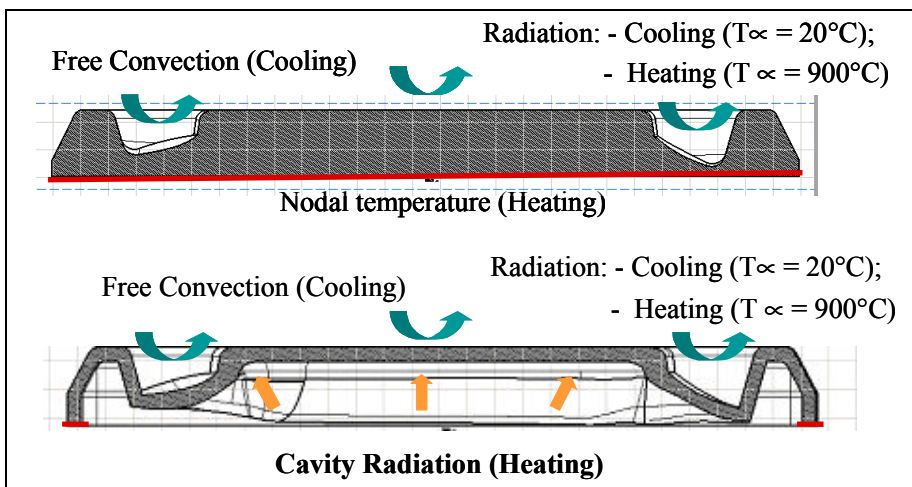 Radiation: - Cooling (T∝ = 20°C);
Free Convection (Cooling)
- Heating (T ∝ = 900°C)
Nodal temperature (Heating)
Radiation: - Cooling (T∝ = 20°C);
Free Convection (Cooling)
- Heating (T ∝ = 900°C)
Cavity Radiation (Heating)